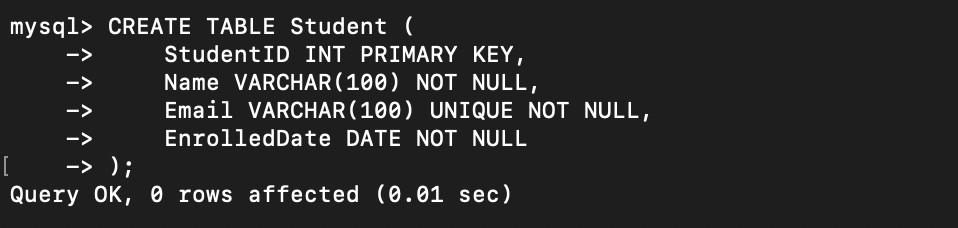 mysql> CREATE TABLE Student (
    ->     StudentID INT PRIMARY KEY,
    ->     Name VARCHAR(100) NOT NULL,
    ->     Email VARCHAR(100) UNIQUE NOT NULL,
    ->     EnrolledDate DATE NOT NULL
[    -> );
Query OK, 0 rows affected (0.01 sec)